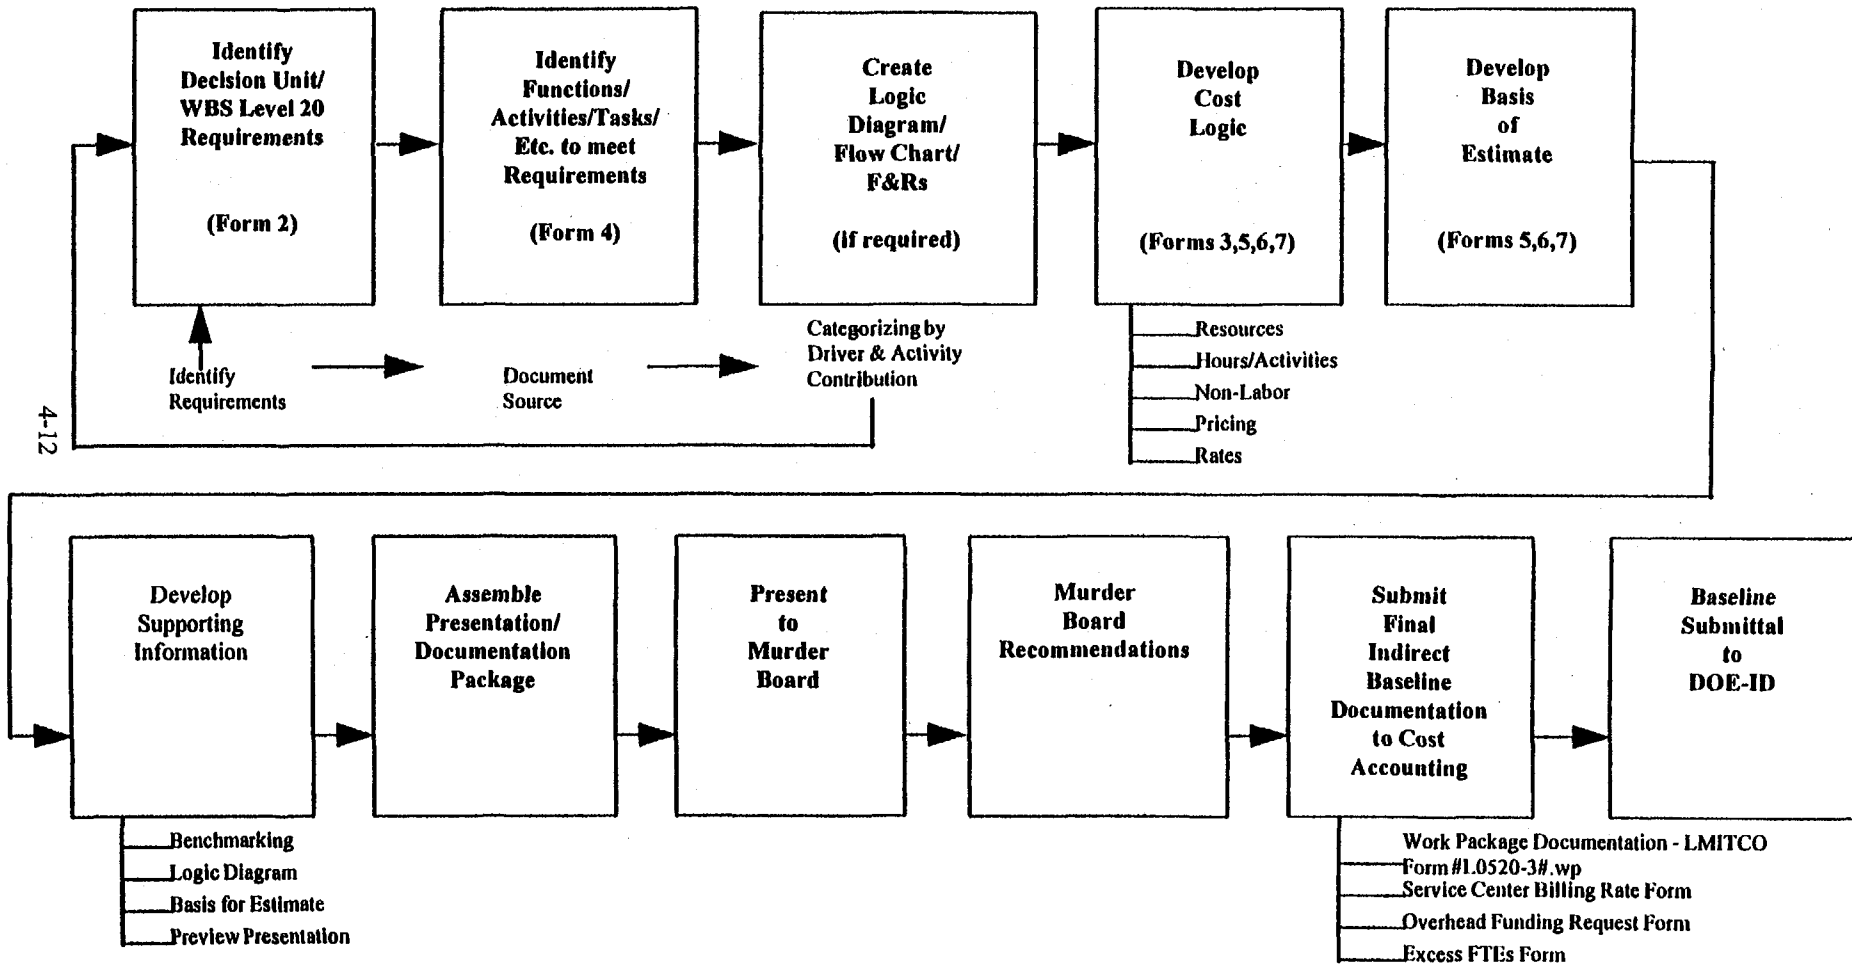 Identify
Decision Unit/
WBS Level 20
Requirements
(Form 2)
Identify
Functions/
Activities/Tasks/
Etc. to meet
Requirements
(Form 4)
Create
Logic
Diagram/
Flow Chart/
F&Rs
(if required)
Develop
Cost
Logic
(Forms 3,5,6,7)
Develop
Basis
of
Estimate
(Forms 5,6,7)
Identify
Requirements
Document
Source
Categorizing by
Driver & Activity
Contribution
Resources
Hours/Activities
Non-Labor
Pricing
Rates
4-12
Develop
Supporting
Information
Assemble
Presentation/
Documentation
Package
Present
to
Murder
Board
Murder
Board
Recommendations
Submit
Final
Indirect
Baseline
Documentation
to Cost
Accounting
Baseline
Submittal
to
DOE-ID
Benchmarking
Logic Diagram
Basis for Estimate
Preview Presentation
Work Package Documentation - LMITCO
Form #L0520-3#.wp
Service Center Billing Rate Form
Overhead Funding Request Form
Excess FTEs Form